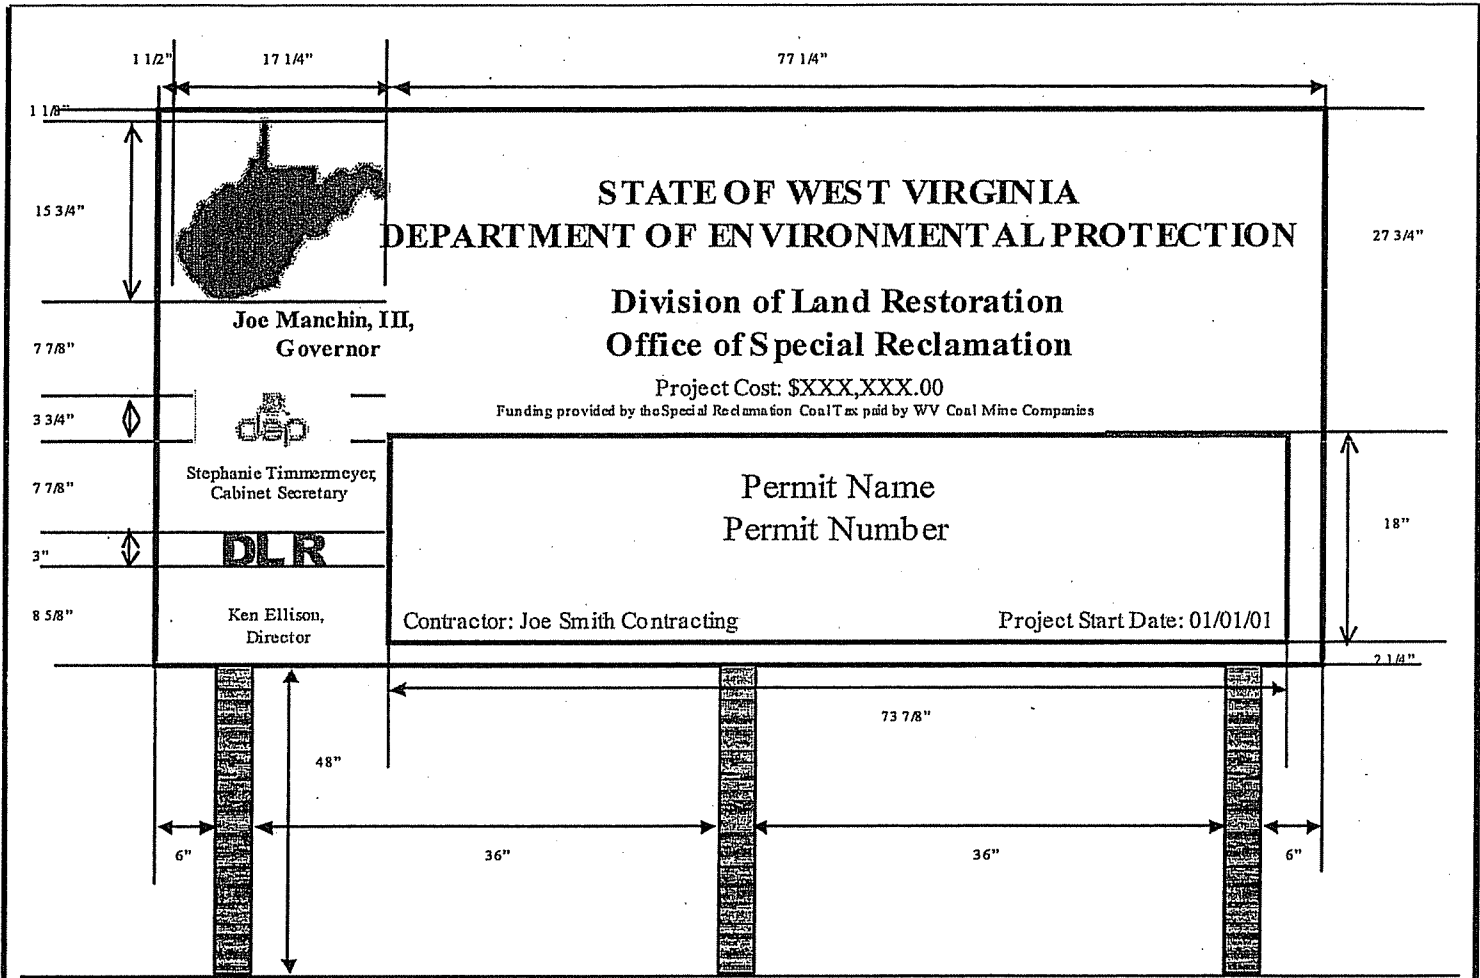 1 1/2"
17 1/4"
77 1/4"
1 1/8"
15 3/4"
STATE OF WEST VIRGINIA
DEPARTMENT OF ENVIRONMENTAL PROTECTION
27 3/4"
Division of Land Restoration
Office of Special Reclamation
Joe Manchin, III,
Governor
7 7/8"
Project Cost: $XXX,XXX.00
Funding provided by the Special Reclamation Coal Tax paid by WV Coal Mine Companies
3 3/4"
dep
Stephanie Timmermeyer,
Cabinet Secretary
7 7/8"
Permit Name
Permit Number
18"
DLR
3"
8 5/8"
Ken Ellison,
Director
Contractor: Joe Smith Contracting
Project Start Date: 01/01/01
2 1/4"
73 7/8"
48"
6"
36"
36"
6"